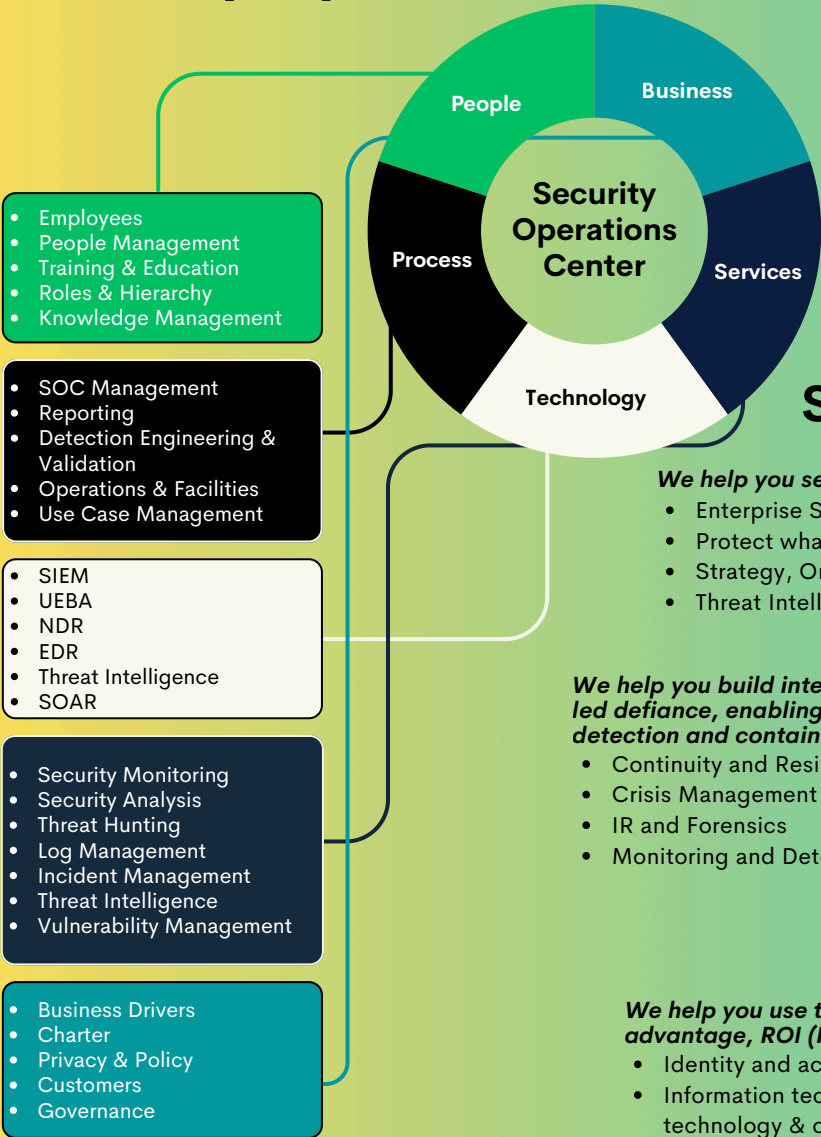 People
Business
Process
Security
Operations
Center
Services
Technology
• Employees
• People Management
• Training & Education
• Roles & Hierarchy
• Knowledge Management
• SOC Management
• Reporting
• Detection Engineering &
Validation
• Operations & Facilities
• Use Case Management
• SIEM
• UEBA
• NDR
• EDR
• Threat Intelligence
• SOAR
• Security Monitoring
• Security Analysis
• Threat Hunting
• Log Management
• Incident Management
• Threat Intelligence
• Vulnerability Management
• Business Drivers
• Charter
• Privacy & Policy
• Customers
• Governance
S
We help you se
• Enterprise S
• Protect wha
• Strategy, Or
• Threat Intell
We help you build inte
led defiance, enabling
detection and contain
• Continuity and Resi
• Crisis Management
• IR and Forensics
• Monitoring and Det
We help you use t
advantage, ROI (
• Identity and ac
• Information tec
technology & o